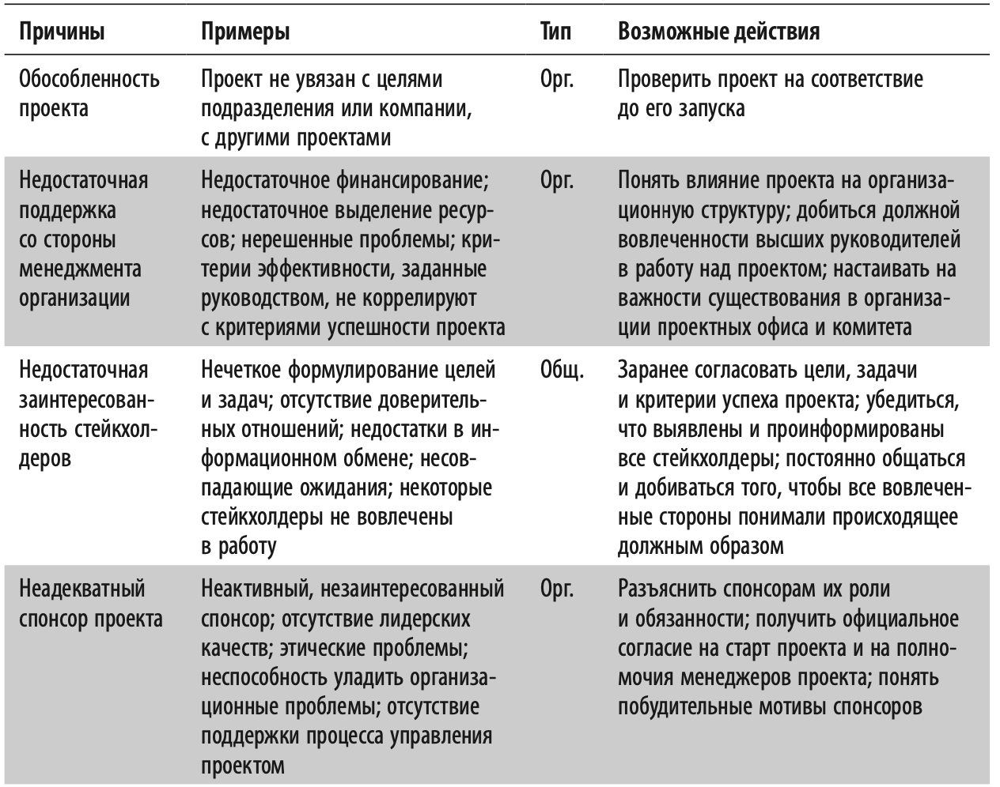 Причины
Примеры
Тип
Возможные действия
Обособленность
проекта
Проект не увязан с целями
подразделения или компании,
с другими проектами
Орг.
Проверить проект на соответствие
до его запуска
Недостаточная
поддержка
со стороны
менеджмента
организации
Недостаточное финансирование;
недостаточное выделение ресур-
сов; нерешенные проблемы; кри-
терии эффективности, заданные
руководством, не коррелируют
с критериями успешности проекта
Орг.
Понять влияние проекта на организа-
ционную структуру; добиться должной
вовлеченности высших руководителей
в работу над проектом; настаивать на
важности существования в организа-
ции проектных офиса и комитета
Недостаточная
заинтересован-
ность стейкхол-
деров
Нечеткое формулирование целей
и задач; отсутствие доверитель-
ных отношений; недостатки в ин-
формационном обмене; несов-
падающие ожидания; некоторые
стейкхолдеры не вовлечены
в работу
Общ.
Заранее согласовать цели, задачи
и критерии успеха проекта; убедиться,
что выявлены и проинформированы
все стейкхолдеры; постоянно общаться
и добиваться того, чтобы все вовлечен-
ные стороны понимали происходящее
должным образом
Неадекватный
спонсор проекта
Неактивный, незаинтересованный
спонсор; отсутствие лидерских
качеств; этические проблемы;
неспособность уладить организа-
ционные проблемы; отсутствие
поддержки процесса управления
проектом
Орг.
Разъяснить спонсорам их роли
и обязанности; получить официальное
согласие на старт проекта и на полно-
мочия менеджеров проекта; понять
побудительные мотивы спонсоров